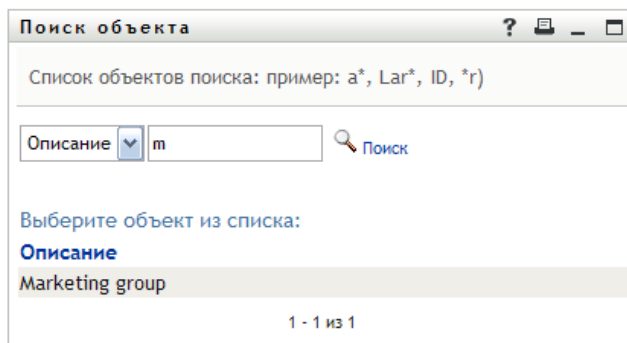 Поиск объекта
Список объектов поиска: пример: a*, Lar*, ID, *r)
Описание m Поиск
Выберите объект из списка:
Описание
Marketing group
1 - 1 из 1